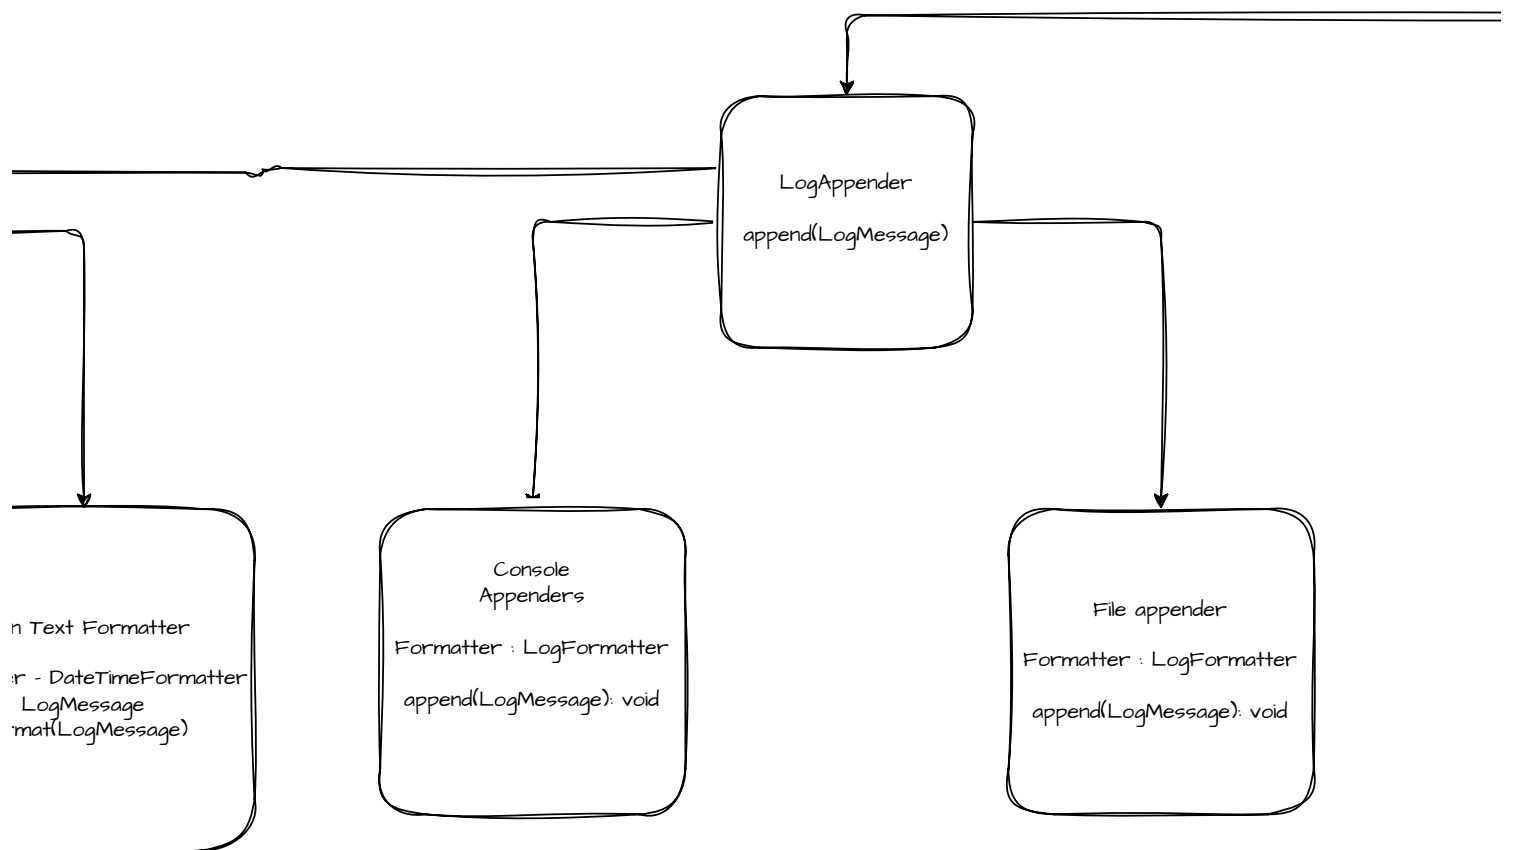 LogAppender
append(LogMessage)
Console
Appenders
Formatter : LogFormatter
append(LogMessage): void
File appender
Formatter : LogFormatter
append(LogMessage): void
Text Formatter
- DateTimeFormatter
LogMessage
(LogMessage)